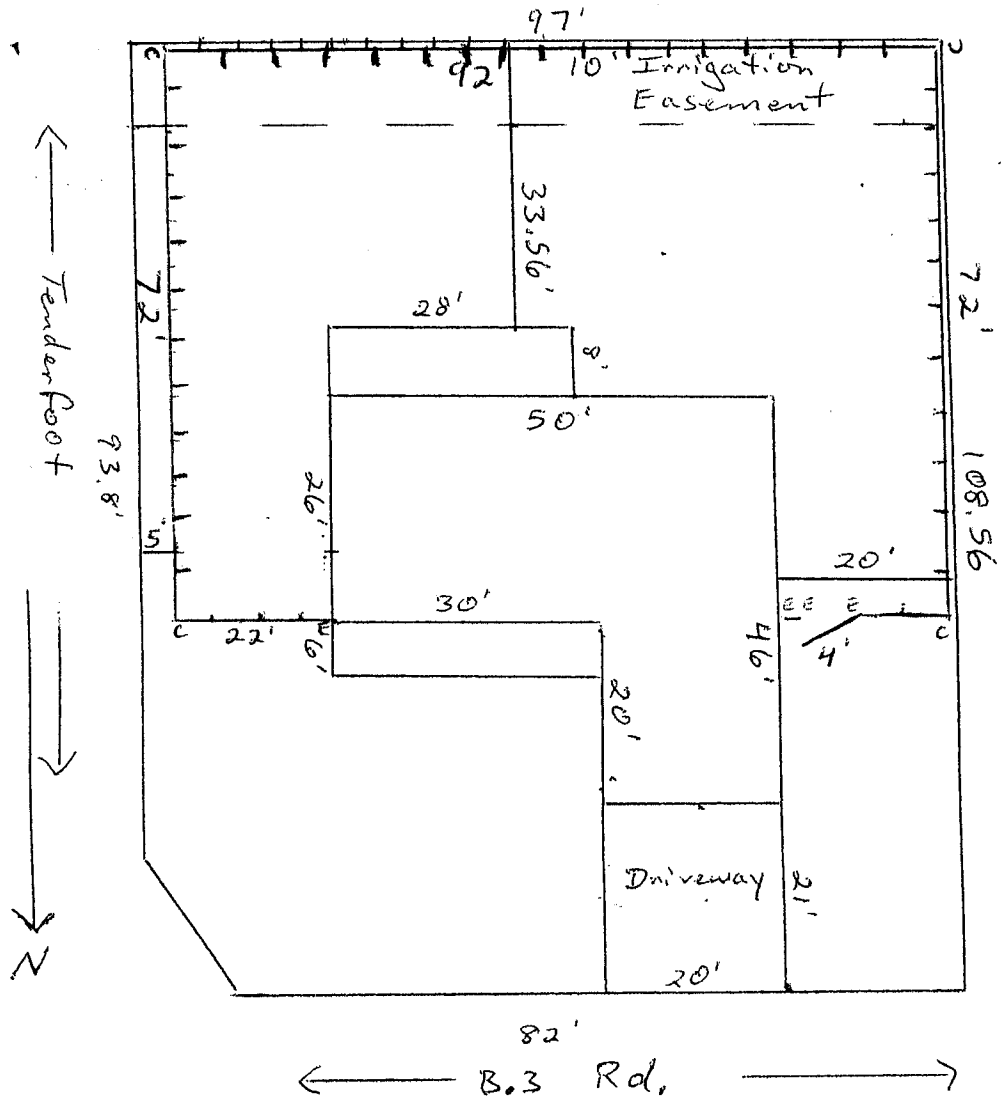 97'
C
92
10' Irrigation
Easement
33.56'
28'
8'
72'
72'
Tenderfoot
50'
93.8'
108.56
26'
5'
20'
30'
E E E
C
22'
E
6'
46'
4'
C
20'
Driveway
21'
20'
N
82'
B.3 Rd.